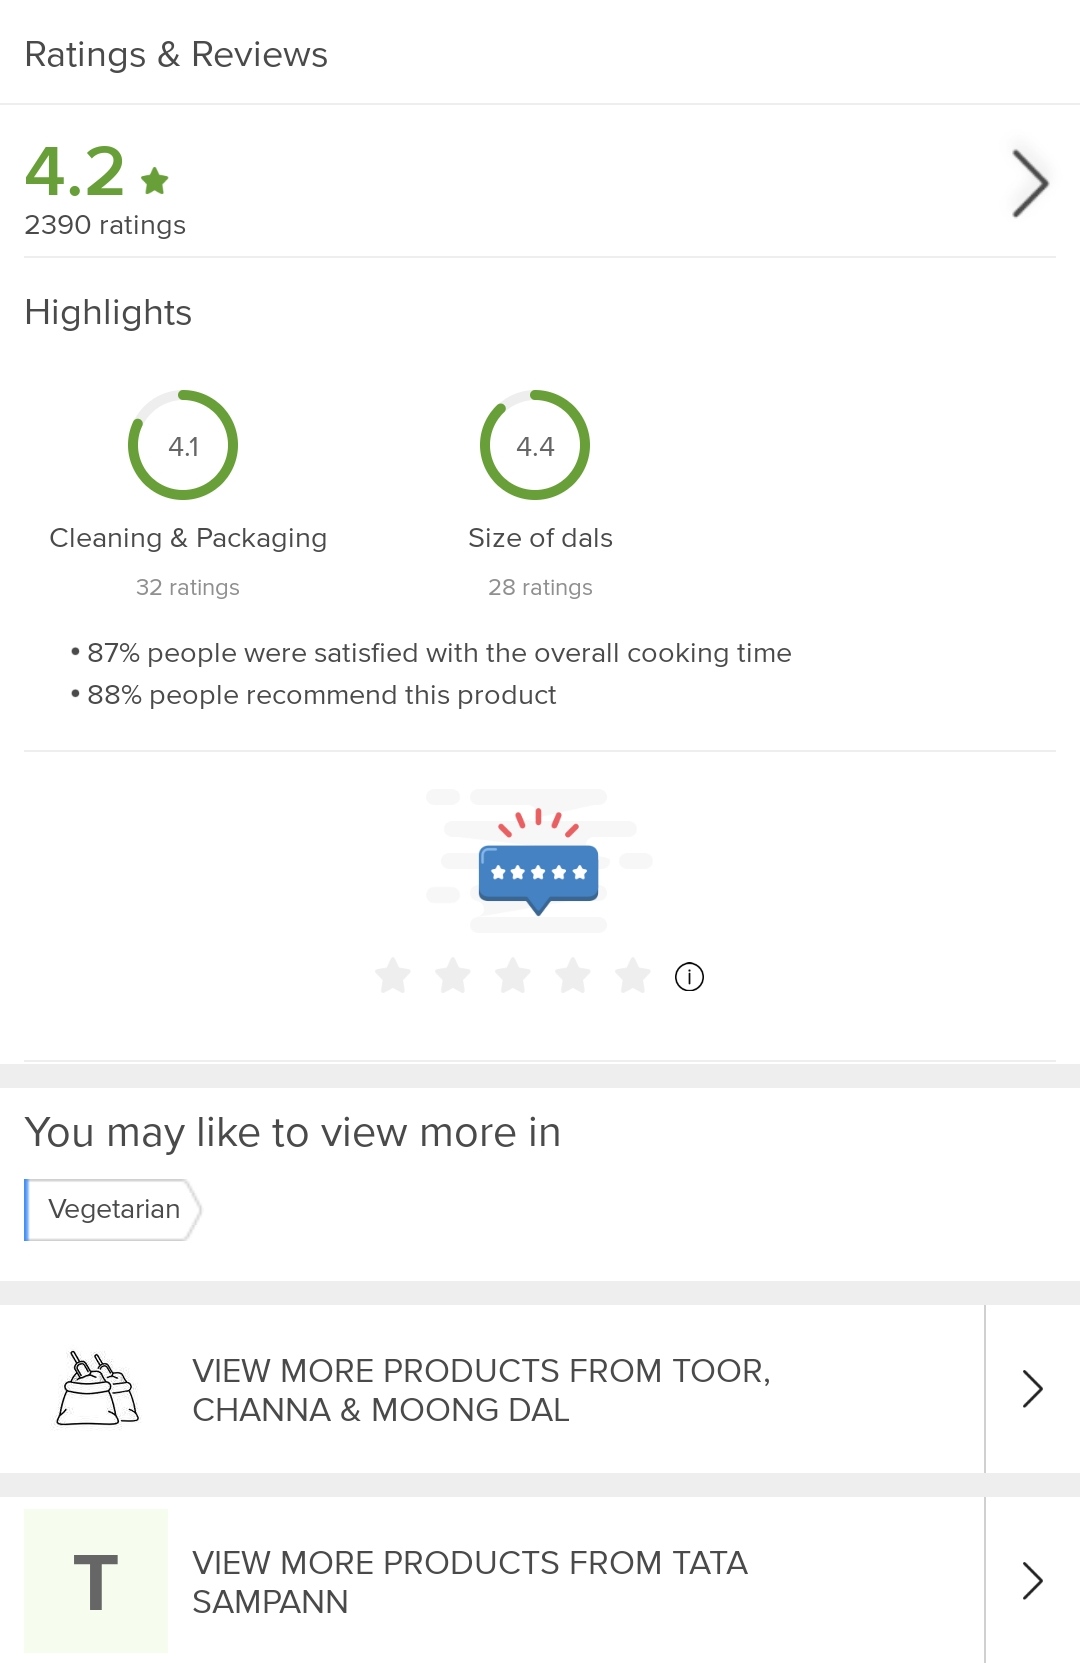 Ratings & Reviews
4.2
2390 ratings
Highlights
4.1
4.4
Cleaning & Packaging
Size of dals
32 ratings
28 ratings
• 87% people were satisfied with the overall cooking time
• 88% people recommend this product
You may like to view more in
Vegetarian
VIEW MORE PRODUCTS FROM TOOR,
CHANNA & MOONG DAL
T
VIEW MORE PRODUCTS FROM TATA
SAMPANN